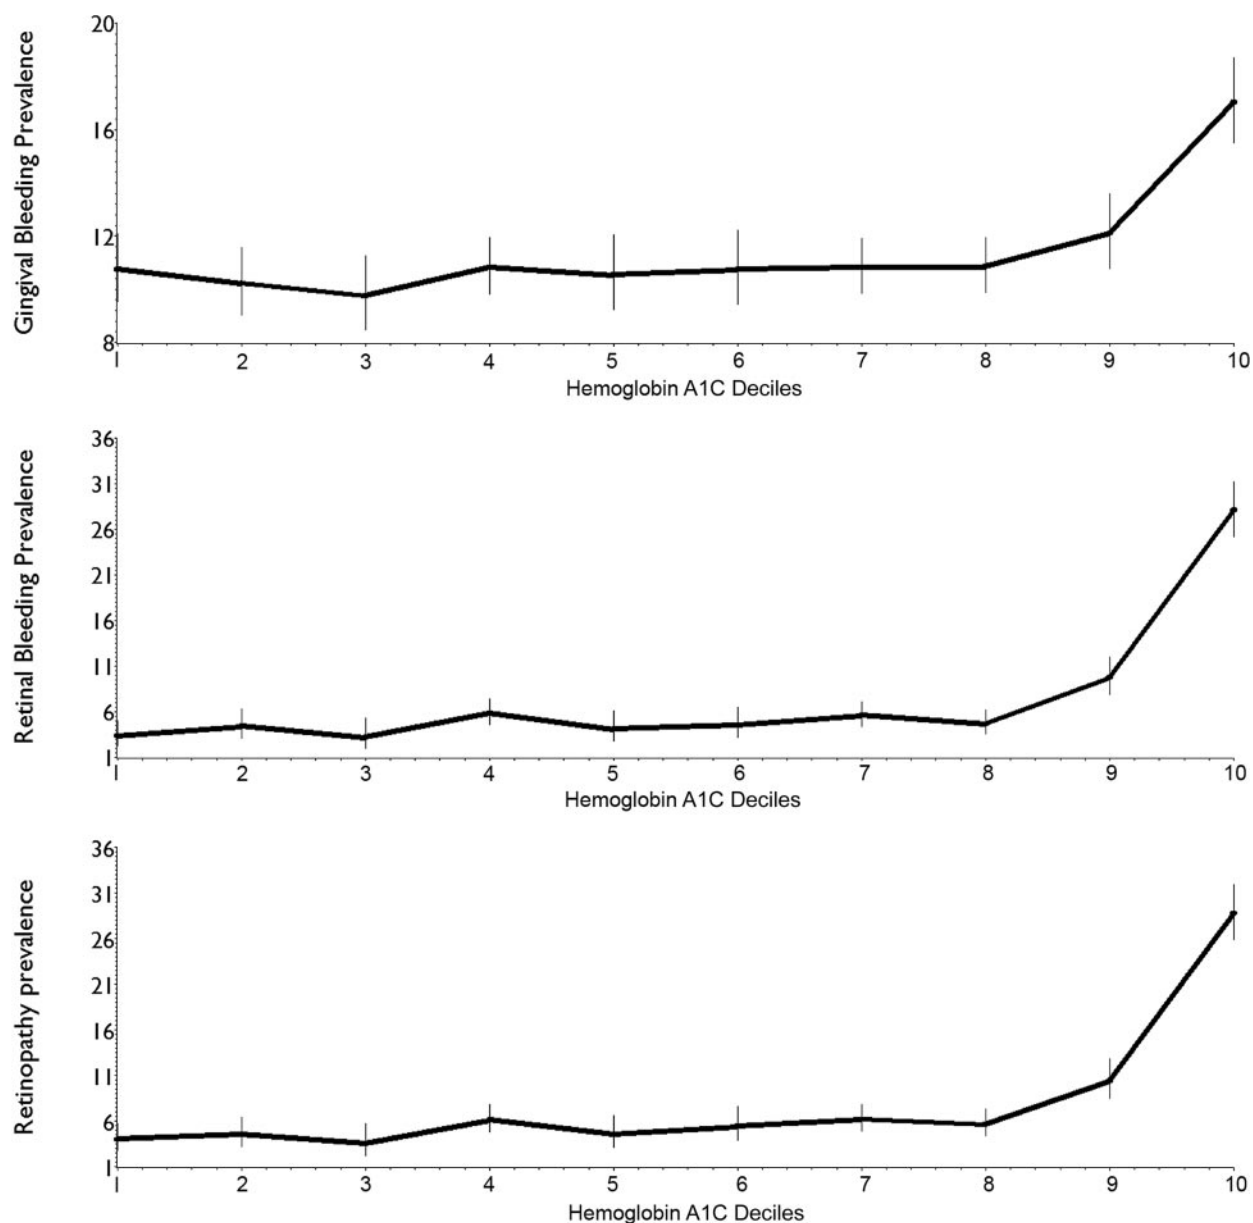 Gingival Bleeding Prevalence
20
16
12
8
1 2 3 4 5 6 7 8 9 10
Hemoglobin A1C Deciles
Retinal Bleeding Prevalence
36
31
26
21
16
11
6
1
1 2 3 4 5 6 7 8 9 10
Hemoglobin A1C Deciles
Retinopathy prevalence
36
31
26
21
16
11
6
1
1 2 3 4 5 6 7 8 9 10
Hemoglobin A1C Deciles